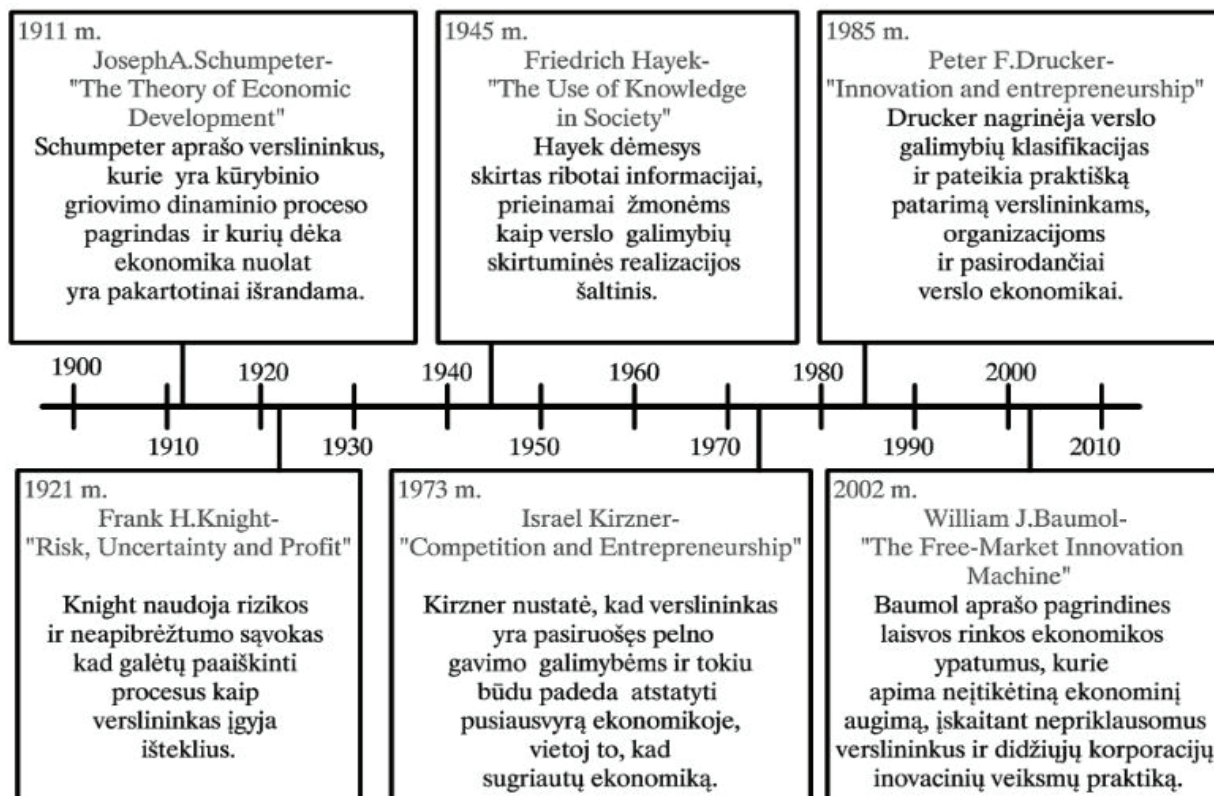 1911 m.
JosephA.Schumpeter-
"The Theory of Economic
Development"
Schumpeter aprašo verslininkus,
kurie yra kūrybinio
griovimo dinaminio proceso
pagrindas ir kurių dėka
ekonomika nuolat
yra pakartotinai išrandama.
1945 m.
Friedrich Hayek-
"The Use of Knowledge
in Society"
Hayek dėmesys
skirtas ribotai informacijai,
prieinamai žmonėms
kaip verslo galimybių
skirtuminės realizacijos
šaltinis.
1985 m.
Peter F.Drucker-
"Innovation and entrepreneurship"
Drucker nagrinėja verslo
galimybių klasifikacijas
ir pateikia praktišką
patarimą verslininkams,
organizacijoms
ir pasirodančiai
verslo ekonomikai.
1900 1920 1940 1960 1980 2000
1910 1930 1950 1970 1990 2010
1921 m.
Frank H.Knight-
"Risk, Uncertainty and Profit"
Knight naudoja rizikos
ir neapibrėžtumo sąvokas
kad galėtų paaiškinti
procesus kaip
verslininkas įgyja
išteklius.
1973 m.
Israel Kirzner-
"Competition and Entrepreneurship"
Kirzner nustatė, kad verslininkas
yra pasiruošęs pelno
gavimo galimybėms ir tokiu
būdu padeda atstatyti
pusiausvyrą ekonomikoje,
vietoj to, kad
sugriautų ekonomiką.
2002 m.
William J.Baumol-
"The Free-Market Innovation
Machine"
Baumol aprašo pagrindines
laisvos rinkos ekonomikos
ypatumus, kurie
apima neįtikėtiną ekonominį
augimą, įskaitant nepriklausomus
verslininkus ir didžiųjų korporacijų
inovacinių veiksmų praktiką.